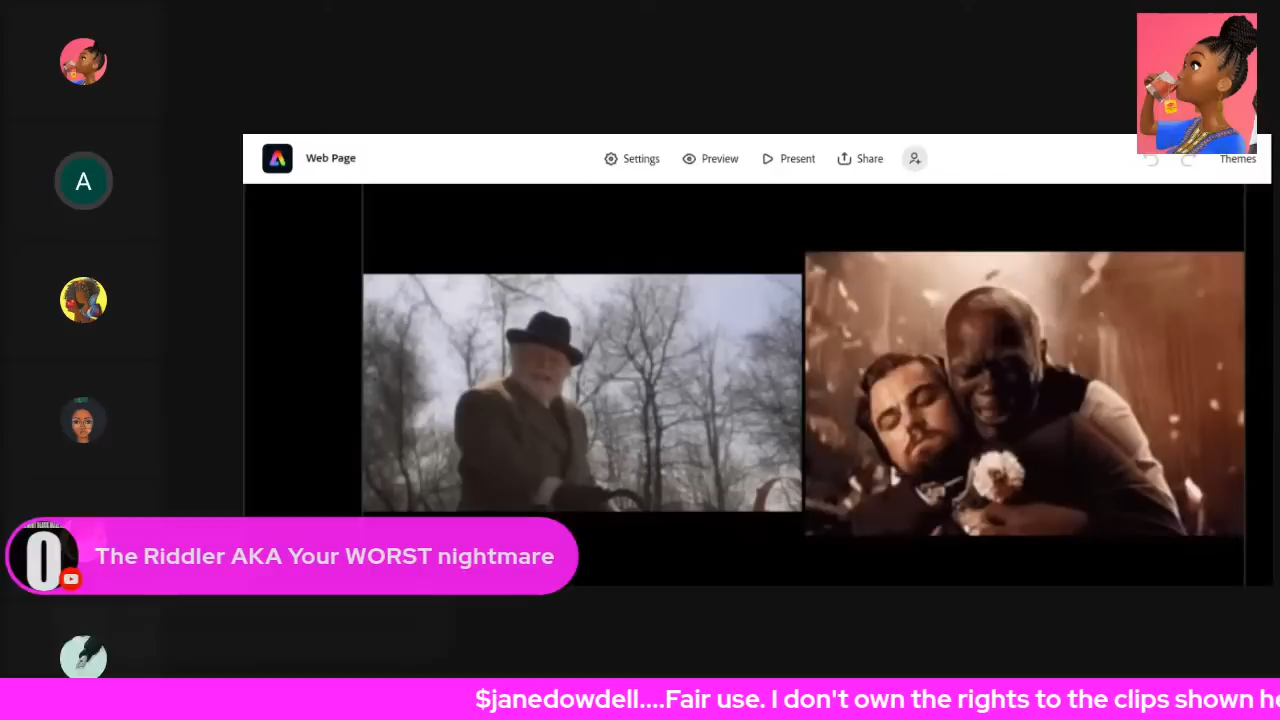 Web Page
Settings
Preview
Present
Share
Themes
A
The Riddler AKA Your WORST nightmare
$janedowdell....Fair use. I don't own the rights to the clips shown he